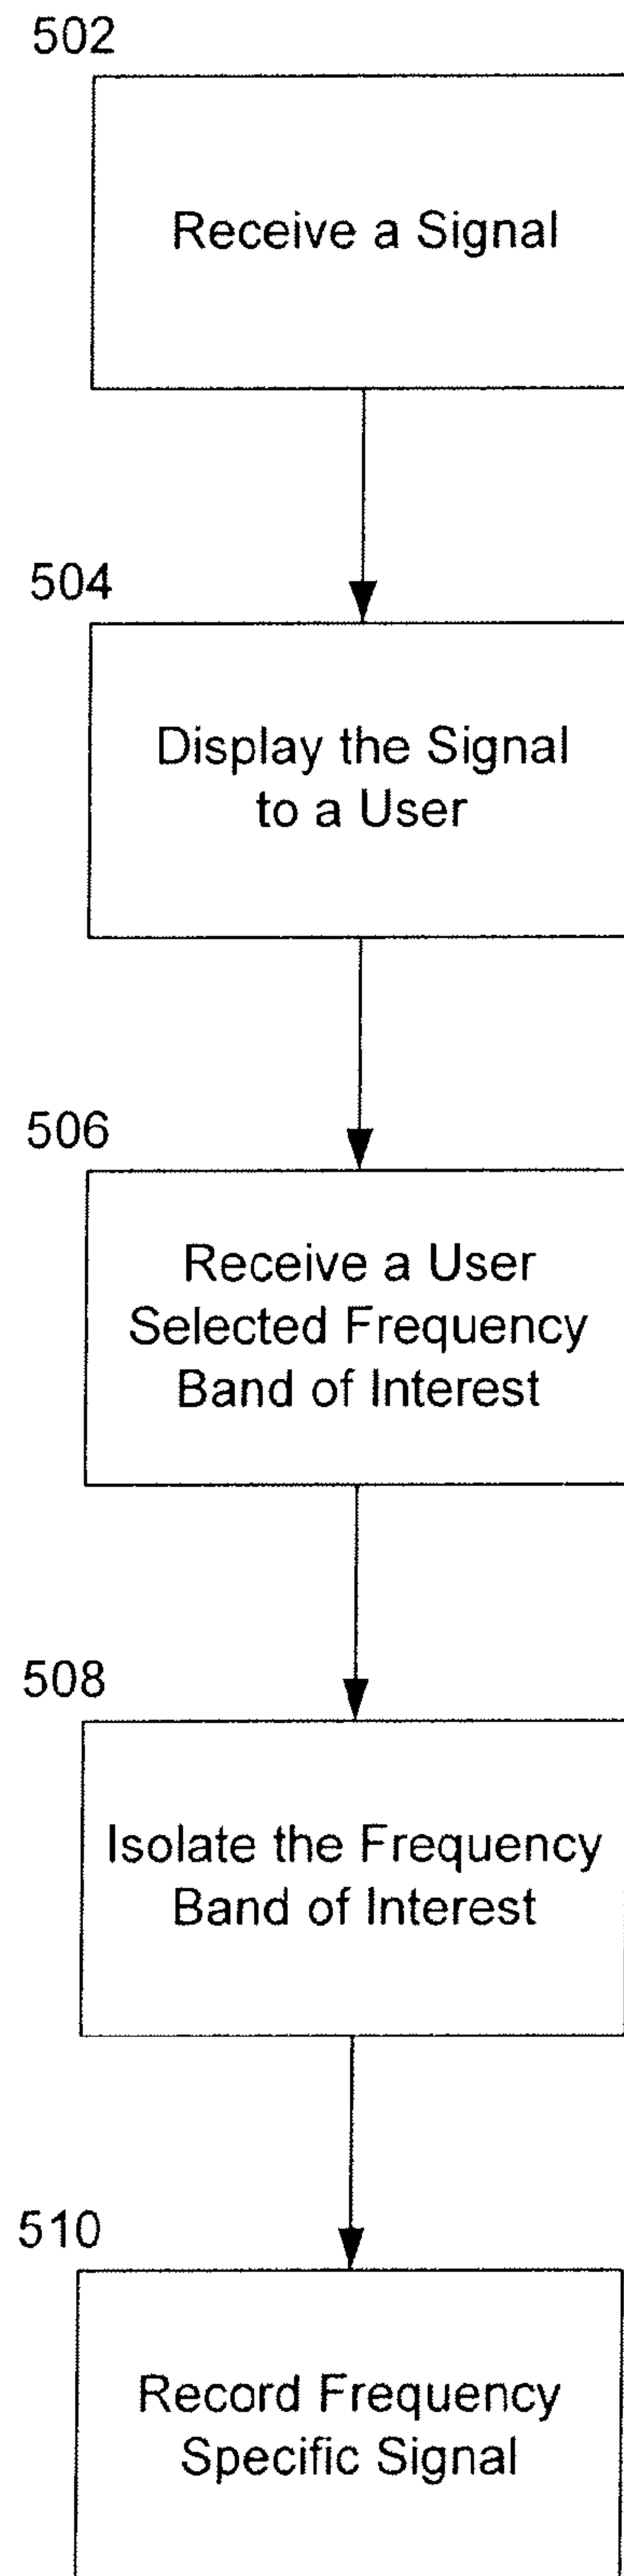 502
Receive a Signal
504
Display the Signal
to a User
506
Receive a User
Selected Frequency
Band of Interest
508
Isolate the Frequency
Band of Interest
510
Record Frequency
Specific Signal